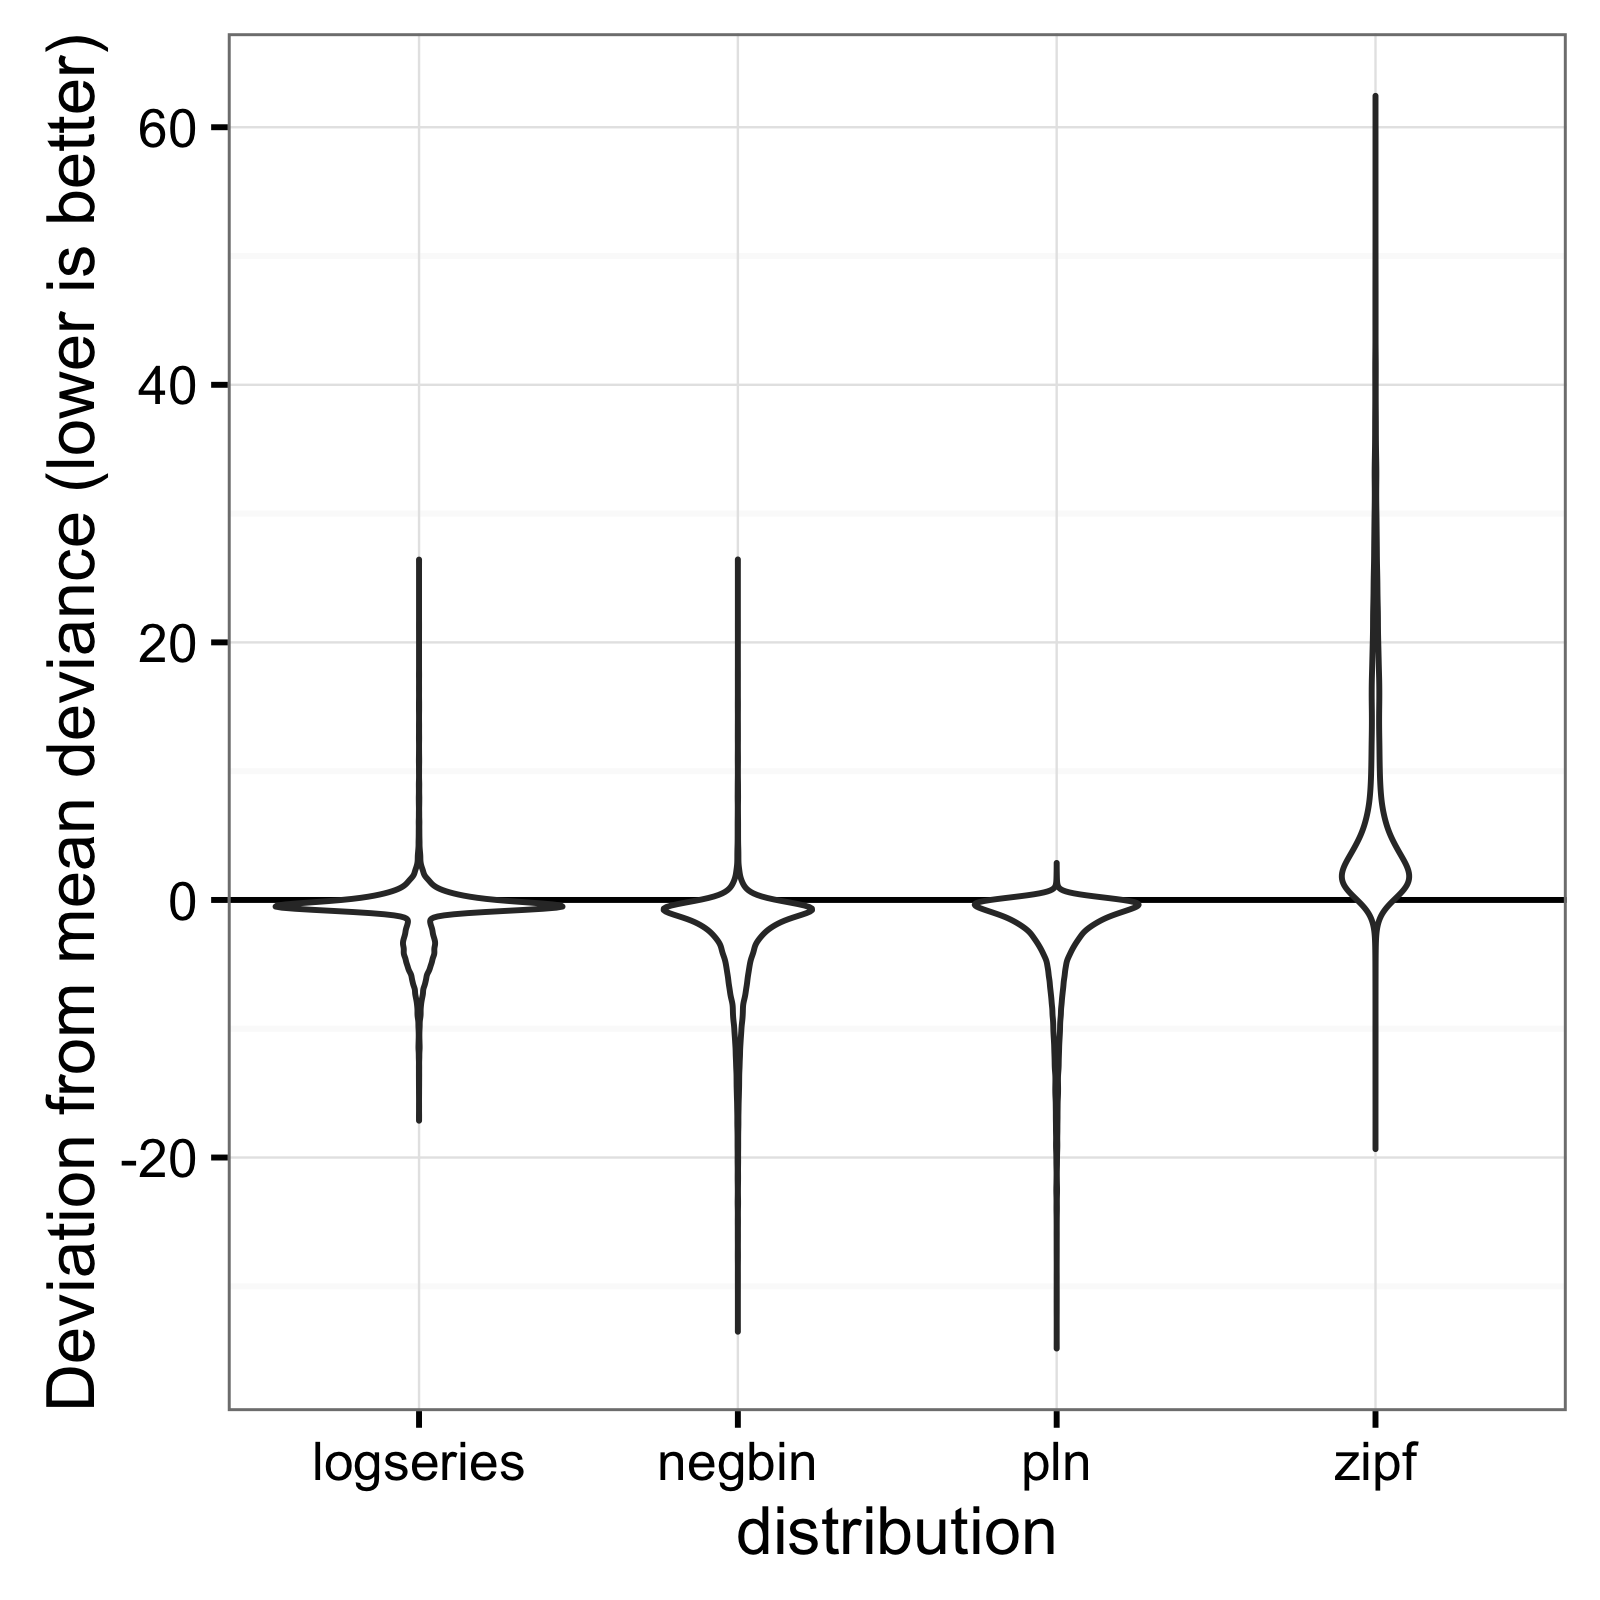 Deviation from mean deviance (lower is better)
60
40
20
0
-20
logseries
negbin
pln
zipf
distribution